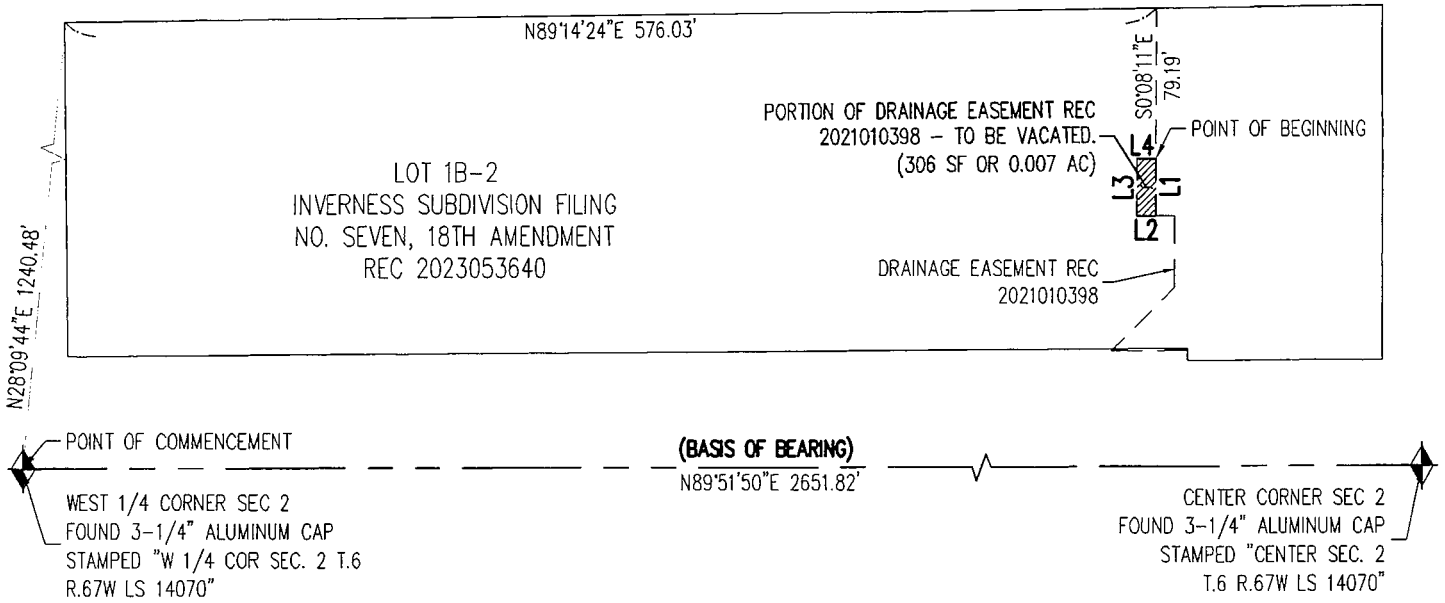 N89°14'24"E 576.03'
S0°08'11"E
79.19'
PORTION OF DRAINAGE EASEMENT REC
2021010398 – TO BE VACATED.
(306 SF OR 0.007 AC)
POINT OF BEGINNING
L4
L3
L1
L2
LOT 1B-2
INVERNESS SUBDIVISION FILING
NO. SEVEN, 18TH AMENDMENT
REC 2023053640
DRAINAGE EASEMENT REC
2021010398
N28°09'44"E 1240.48'
POINT OF COMMENCEMENT
(BASIS OF BEARING)
N89°51'50"E 2651.82'
WEST 1/4 CORNER SEC 2
FOUND 3-1/4" ALUMINUM CAP
STAMPED "W 1/4 COR SEC. 2 T.6
R.67W LS 14070"
CENTER CORNER SEC 2
FOUND 3-1/4" ALUMINUM CAP
STAMPED "CENTER SEC. 2
T.6 R.67W LS 14070"